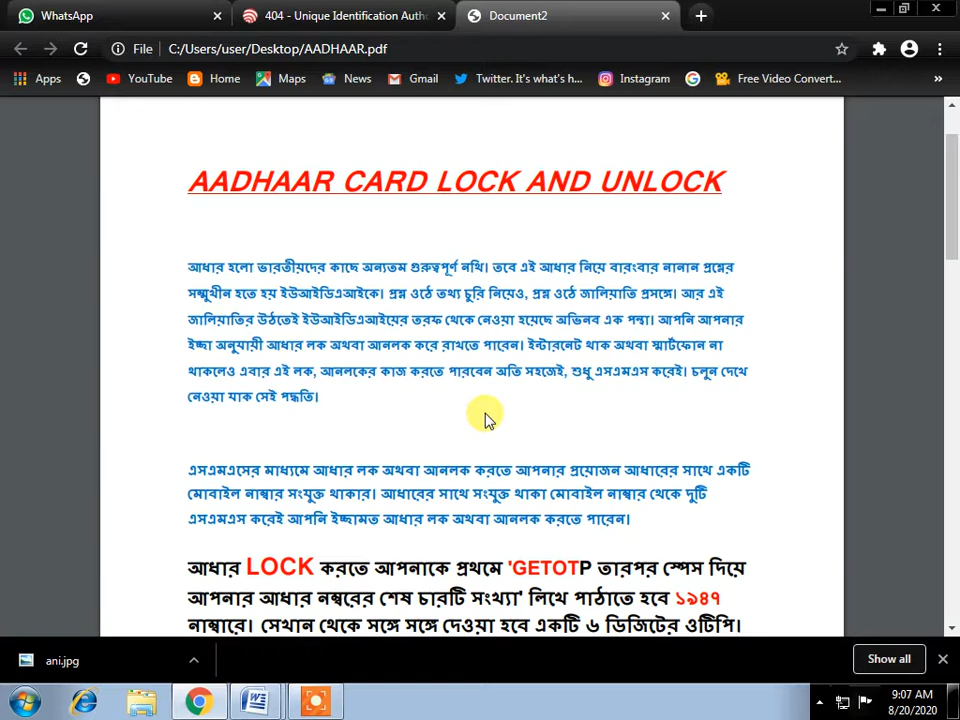 WhatsApp
404 - Unique Identification Autho
Document2
File C:/Users/user/Desktop/AADHAAR.pdf
Apps YouTube Home Maps News Gmail Twitter. It's what's h... Instagram Free Video Convert... »
AADHAAR CARD LOCK AND UNLOCK
আধার হলো ভারতীয়দের কাছে অন্যতম গুরুত্বপূর্ণ নথি। তবে এই আধার নিয়ে বারংবার নানান প্রশ্নের
সন্মুখীন হতে হয় ইউআইডিএআইকে। প্রশ্ন ওঠে তথ্য চুরি নিয়েও, প্রশ্ন ওঠে জালিয়াতি প্রসঙ্গে। আর এই
জালিয়াতির উঠতেই ইউআইডিএআইয়ের তরফ থেকে নেওয়া হয়েছে অভিনব এক পন্তা। আপনি আপনার
ইচ্ছা অনুযায়ী আধার লক অথবা আনলক করে রাখতে পারেন। ইন্টারনেট থাক অথবা স্মার্টফোন না
থাকলেও এবার এই লক, আনলকের কাজ করতে পারবেন অতি সহজেই, শুধু এসএমএস করেই। চলুন দেখে
নেওয়া যাক সেই পদ্ধতি।
এসএমএসের মাধ্যমে আধার লক অথবা আনলক করতে আপনার প্রয়োজন আধারের সাথে একটি
মোবাইল নাম্বার সংযুক্ত থাকার। আধারের সাথে সংযুক্ত থাকা মোবাইল নাম্বার থেকে দুটি
এসএমএস করেই আপনি ইচ্ছামত আধার লক অথবা আনলক করতে পারেন।
আধার LOCK করতে আপনাকে প্রথমে 'GETOTP তারপর স্পেস দিয়ে
আপনার আধার নম্বরের শেষ চারটি সংখ্যা' লিখে পাঠাতে হবে ১৯৪৭
নাম্বারে। সেখান থেকে সঙ্গে সঙ্গে দেওয়া হবে একটি ৬ ডিজিটের ওটিপি।
ani.jpg
Show all
9:07 AM
8/20/2020